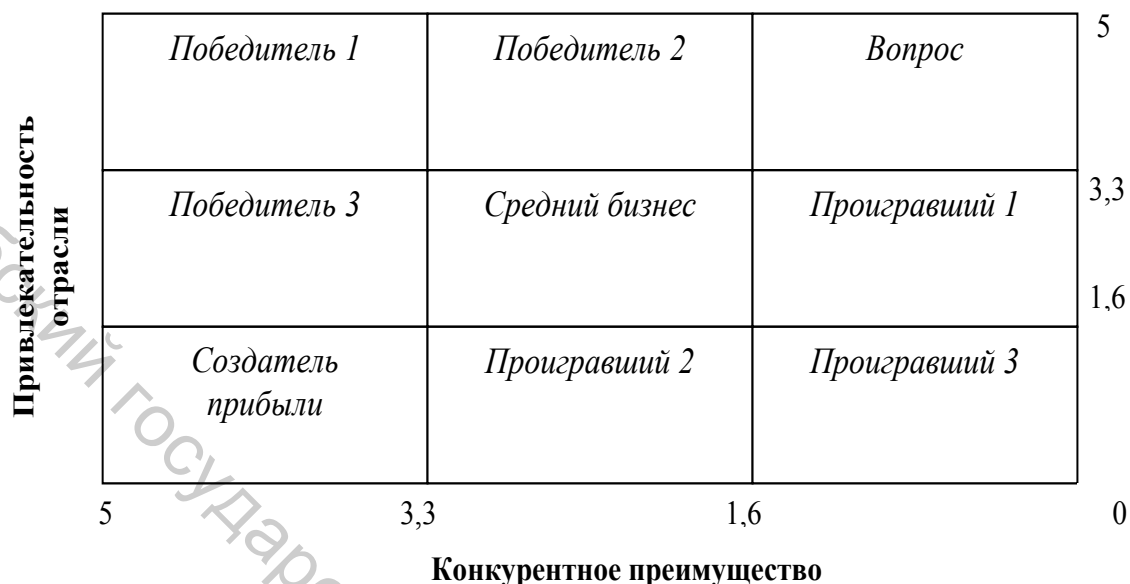 Победитель 1 Победитель 2 Вопрос 5
Победитель 3 Средний бизнес Проигравший 1 3,3
1,6
Создатель Проигравший 2 Проигравший 3
прибыли
5 3,3 1,6 0
Конкурентное преимущество
Привлекательность
отрасли